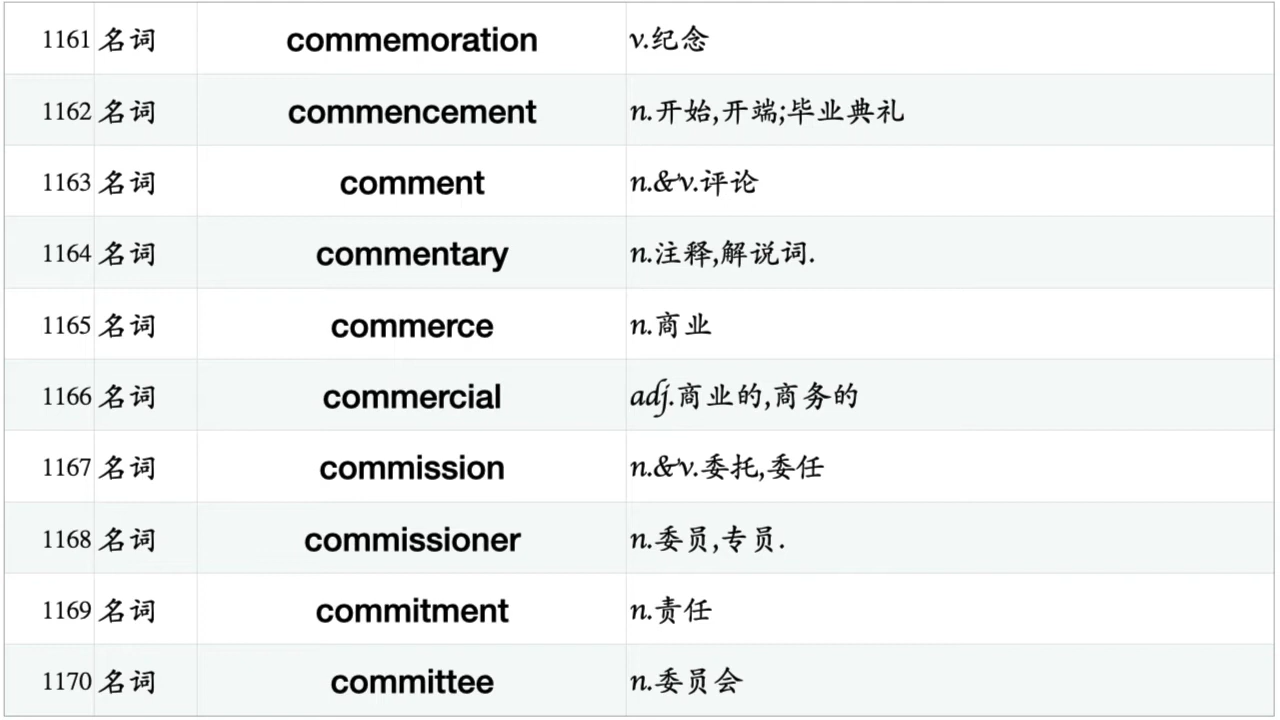 1161 名词 commemoration v.纪念
1162 名词 commencement n.开始,开端;毕业典礼
1163 名词 comment n.&v.评论
1164 名词 commentary n.注释,解说词.
1165 名词 commerce n.商业
1166 名词 commercial adj.商业的,商务的
1167 名词 commission n.&v.委托,委任
1168 名词 commissioner n.委员,专员.
1169 名词 commitment n.责任
1170 名词 committee n.委员会